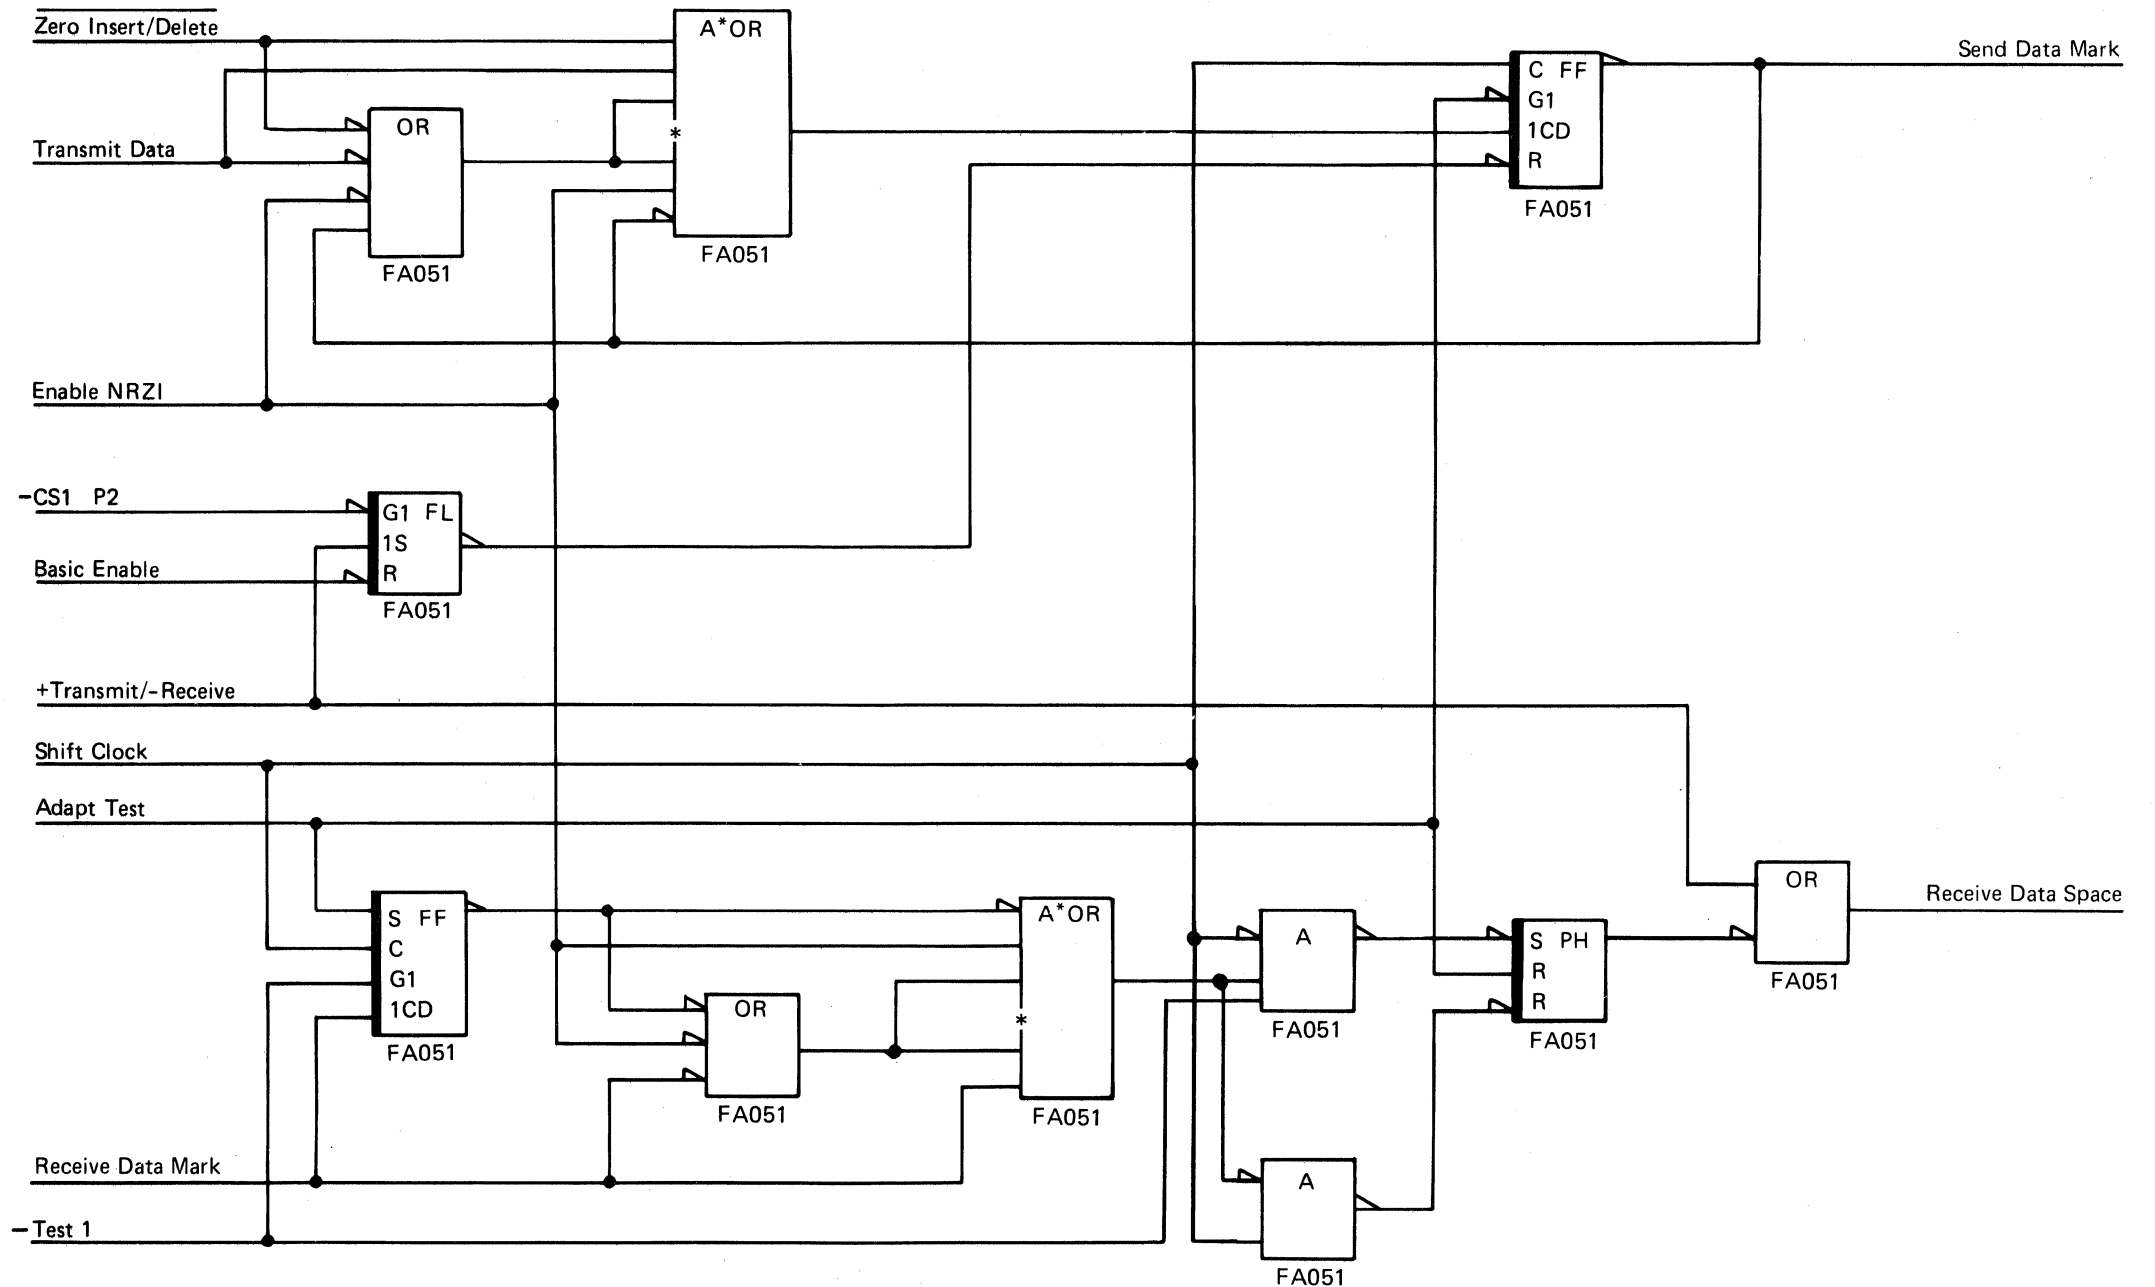 Zero Insert/Delete
A*OR
Send Data Mark
C FF
G1
1CD
R
FA051
OR
Transmit Data
*
FA051
FA051
Enable NRZI
-CS1 P2
G1 FL
1S
R
Basic Enable
FA051
+Transmit/-Receive
Shift Clock
Adapt Test
OR
Receive Data Space
FA051
S FF
C
G1
1CD
FA051
A*OR
*
FA051
OR
FA051
A
FA051
S PH
R
R
FA051
Receive Data Mark
A
-Test 1
FA051